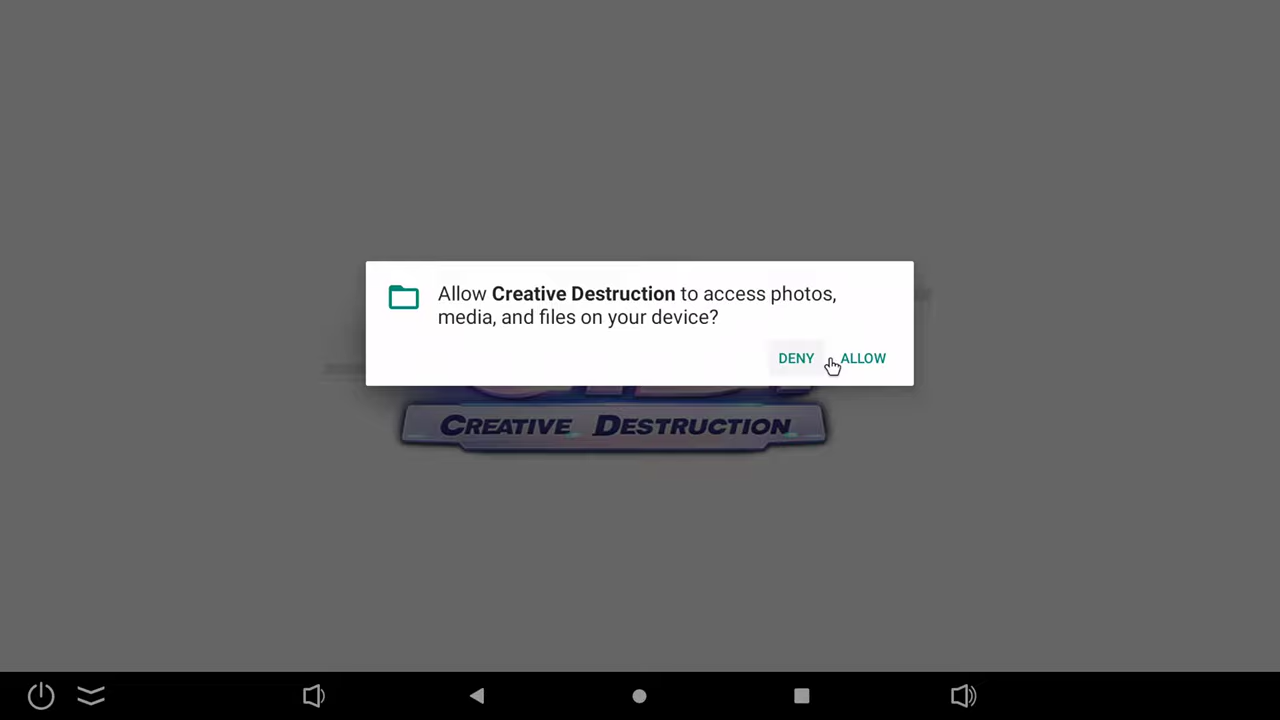 Allow Creative Destruction to access photos,
media, and files on your device?
DENY ALLOW
CREATIVE DESTRUCTION